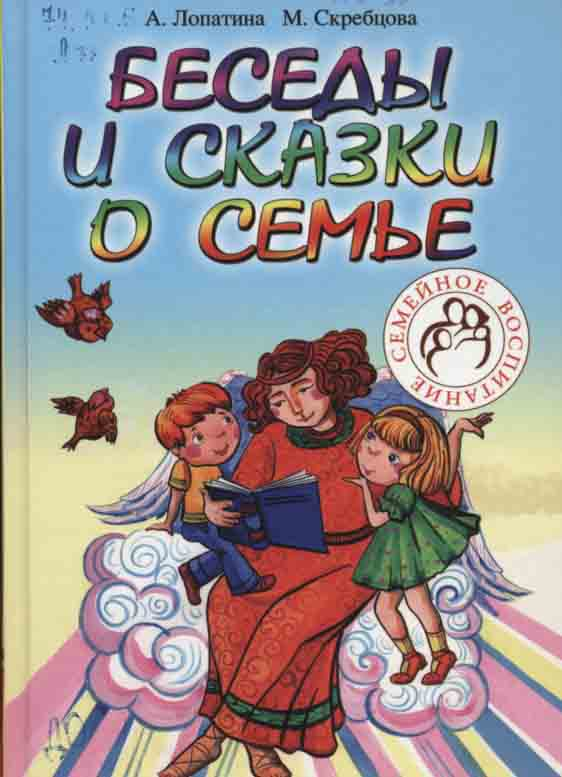 А. Лопатина М. Скребцова
БЕСЕДЫ
И СКАЗКИ
О СЕМЬЕ
СЕМЕЙНОЕ ВОСПИТАНИЕ